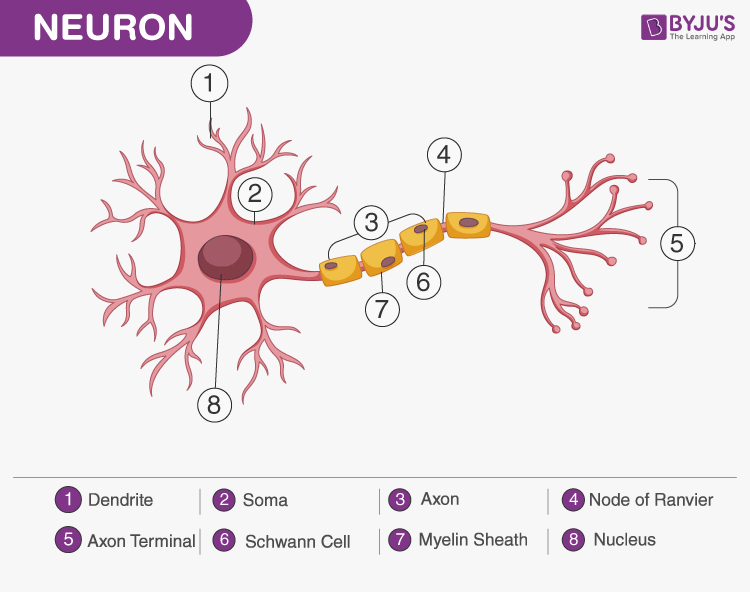 NEURON
BYJU'S
The Learning App
1
2
3
4
5
6
7
8
1 Dendrite
2 Soma
3 Axon
4 Node of Ranvier
5 Axon Terminal
6 Schwann Cell
7 Myelin Sheath
8 Nucleus